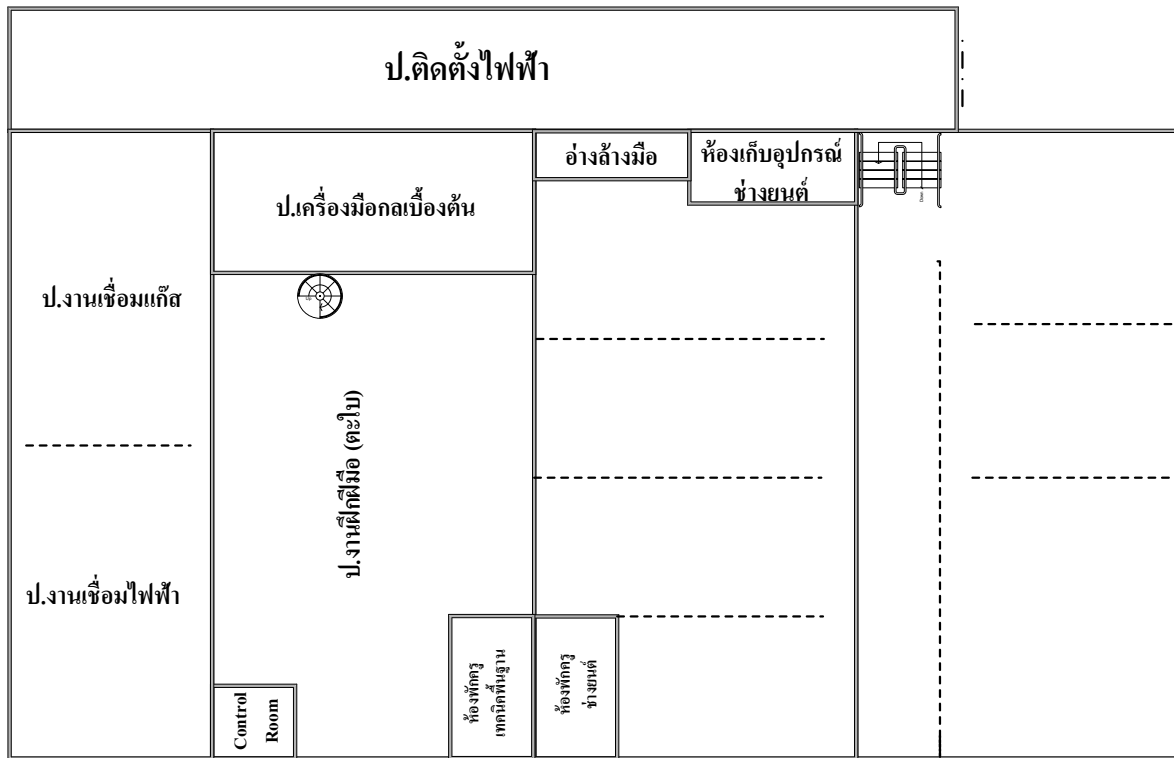 ป.ติดตั้งไฟฟ้า
อ่างล้างมือ
ห้องเก็บอุปกรณ์
ช่างยนต์
ป.เครื่องมือกลเบื้องต้น
ป.งานเชื่อมแก๊ส
ป.งานฝึกฝีมือ (ตะไบ)
ป.งานเชื่อมไฟฟ้า
Control
Room
ห้องพักครู
เทคนิคพื้นฐาน
ห้องพักครู
ช่างยนต์